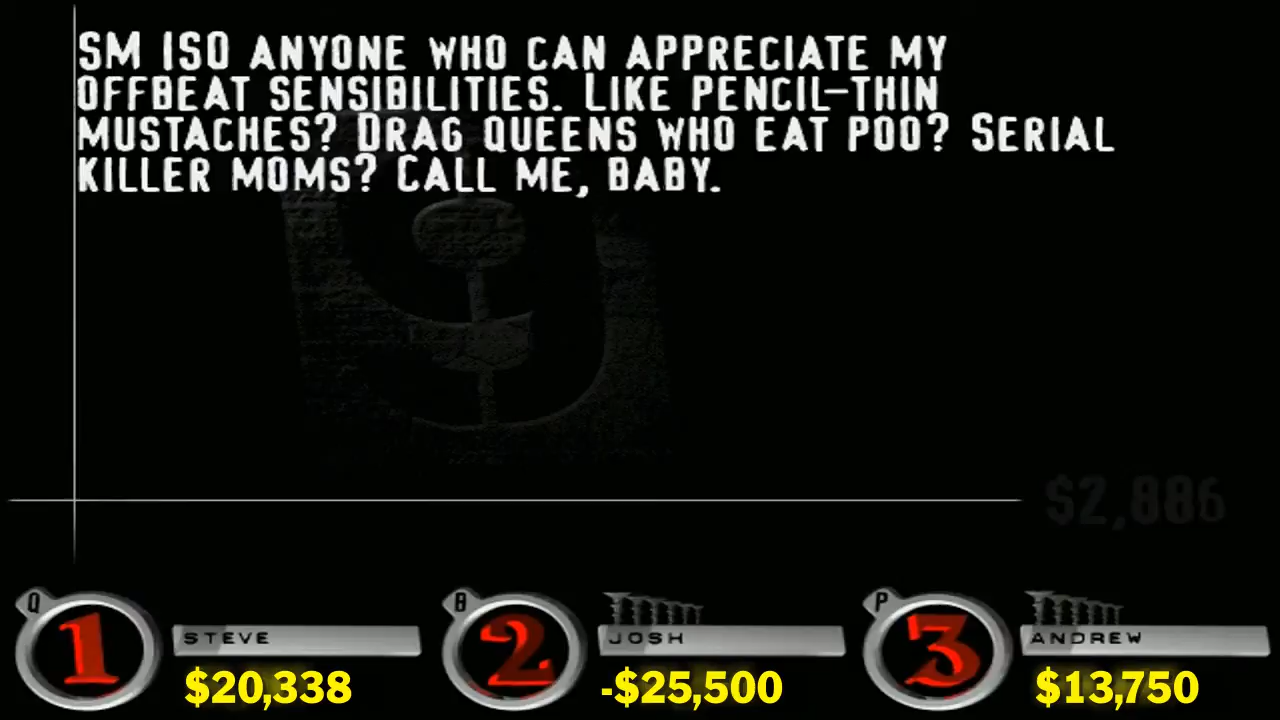 SM ISO ANYONE WHO CAN APPRECIATE MY
OFFBEAT SENSIBILITIES. LIKE PENCIL-THIN
MUSTACHES? DRAG QUEENS WHO EAT POO? SERIAL
KILLER MOMS? CALL ME, BABY.
9
$2,886
Q
1
STEVE
$20,338
B
2
JOSH
-$25,500
P
3
ANDREW
$13,750